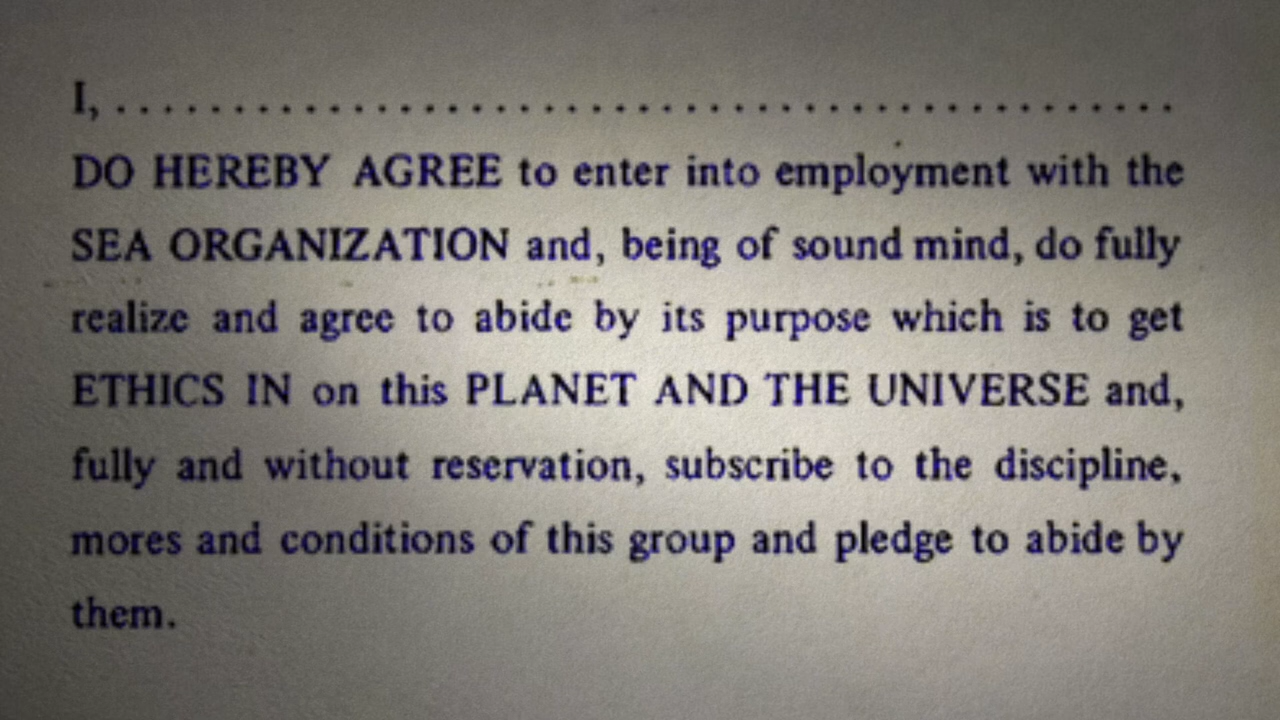 I, . . . . . . . . . . . . . . . . . . . . . . . . . . . . . . . . . . . . . . . . . . . . .
DO HEREBY AGREE to enter into employment with the
SEA ORGANIZATION and, being of sound mind, do fully
realize and agree to abide by its purpose which is to get
ETHICS IN on this PLANET AND THE UNIVERSE and,
fully and without reservation, subscribe to the discipline,
mores and conditions of this group and pledge to abide by
them.